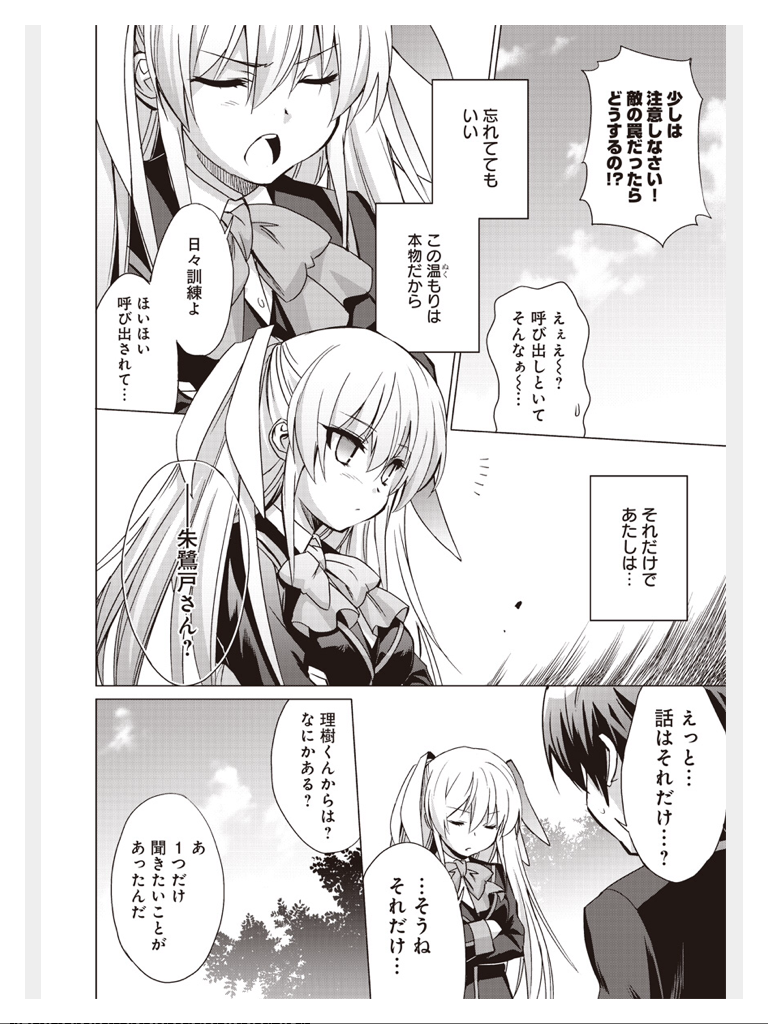 少しは
注意しなさい！
敵の罠だったら
どうするの！？
えぇえ～？
呼び出しといて
そんなぁ～…
忘れてても
いい
この温もりは
ぬく
本物だから
日々訓練よ
ほいほい
呼び出されて…
それだけで
あたしは…
――朱鷺戸さん？
えっと…
話はそれだけ…？
…そうね
それだけ…
理樹くんからは？
なにかある？
あ
1つだけ
聞きたいことが
あったんだ